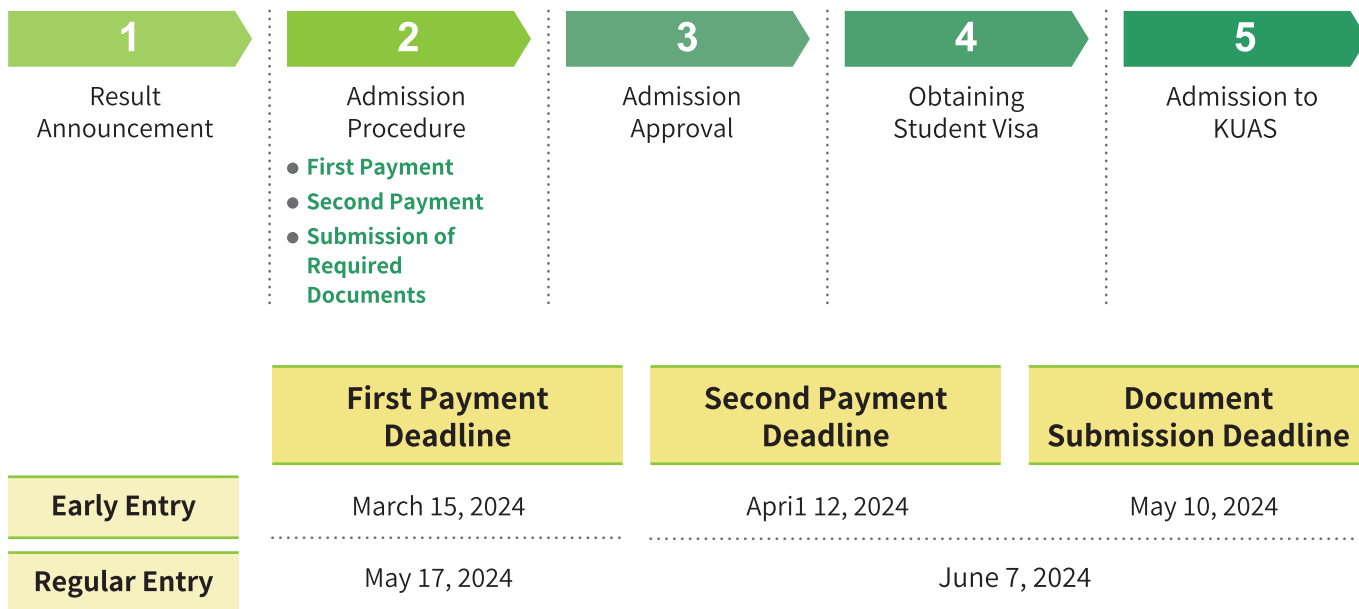 1
2
3
4
5
Result
Announcement
Admission
Procedure
First Payment
Second Payment
Submission of
Required
Documents
Admission
Approval
Obtaining
Student Visa
Admission to
KUAS
First Payment
Deadline
Second Payment
Deadline
Document
Submission Deadline
Early Entry
March 15, 2024
Apri1 12, 2024
May 10, 2024
Regular Entry
May 17, 2024
June 7, 2024